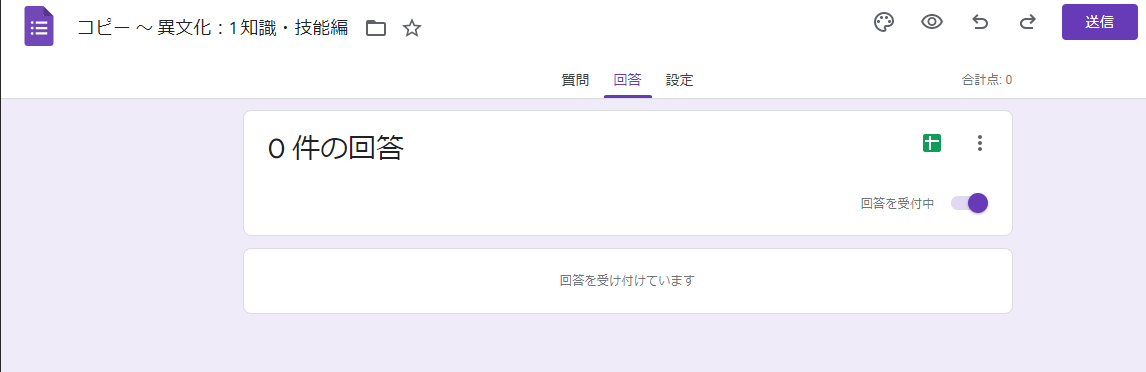 コピー ～ 異文化：1 知識・技能編
送信
質問 回答 設定 合計点: 0
0 件の回答
回答を受付中
回答を受け付けています